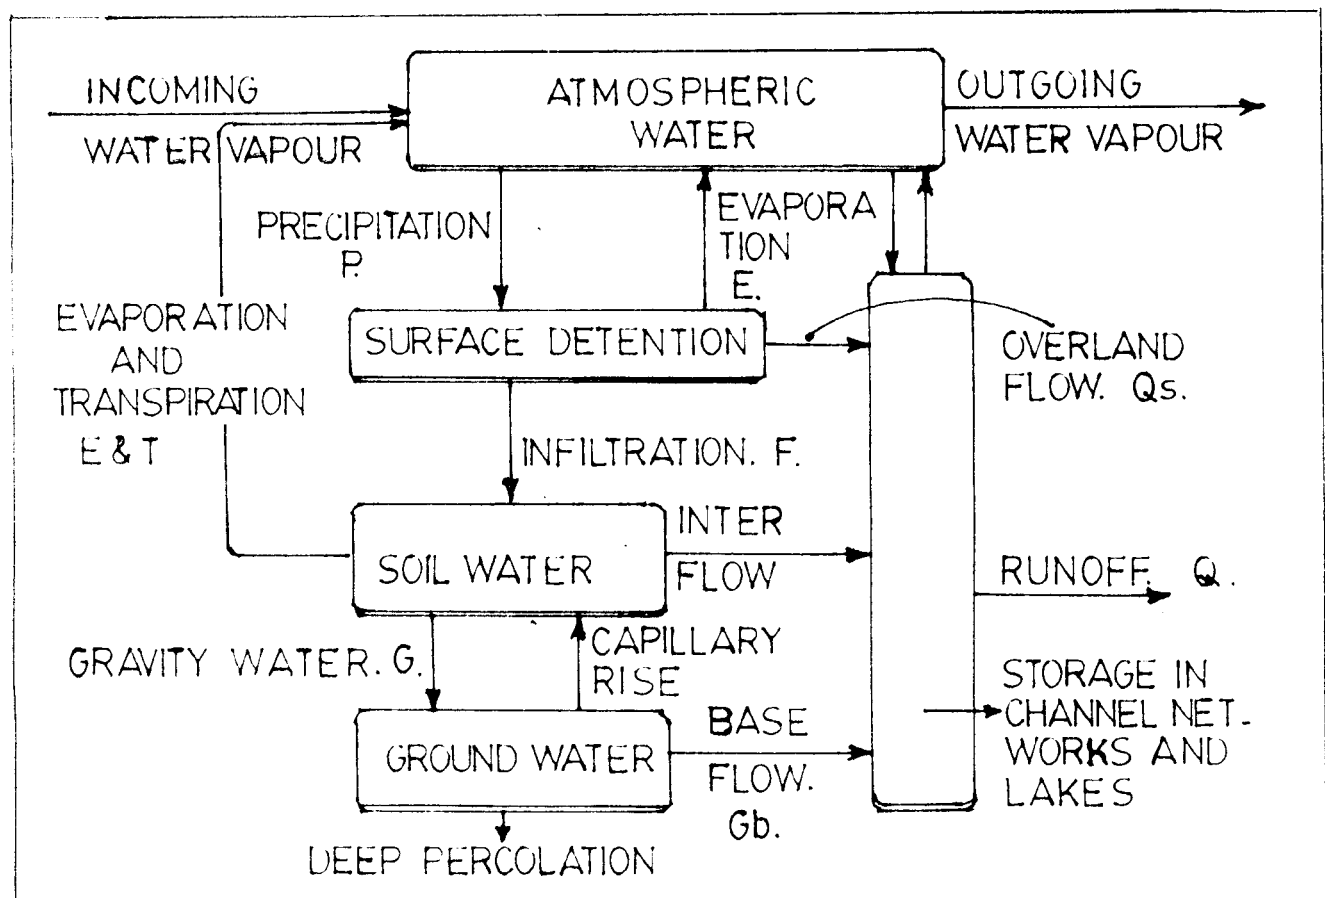 INCOMING
WATER VAPOUR
ATMOSPHERIC
WATER
OUTGOING
WATER VAPOUR
PRECIPITATION
P.
EVAPORA
TION
E.
EVAPORATION
AND
TRANSPIRATION
E & T
SURFACE DETENTION
OVERLAND
FLOW. Qs.
INFILTRATION. F.
SOIL WATER
INTER
FLOW
RUNOFF. Q.
GRAVITY WATER. G.
CAPILLARY
RISE
STORAGE IN
CHANNEL NET-
WORKS AND
LAKES
GROUND WATER
BASE
FLOW.
Gb.
DEEP PERCOLATION